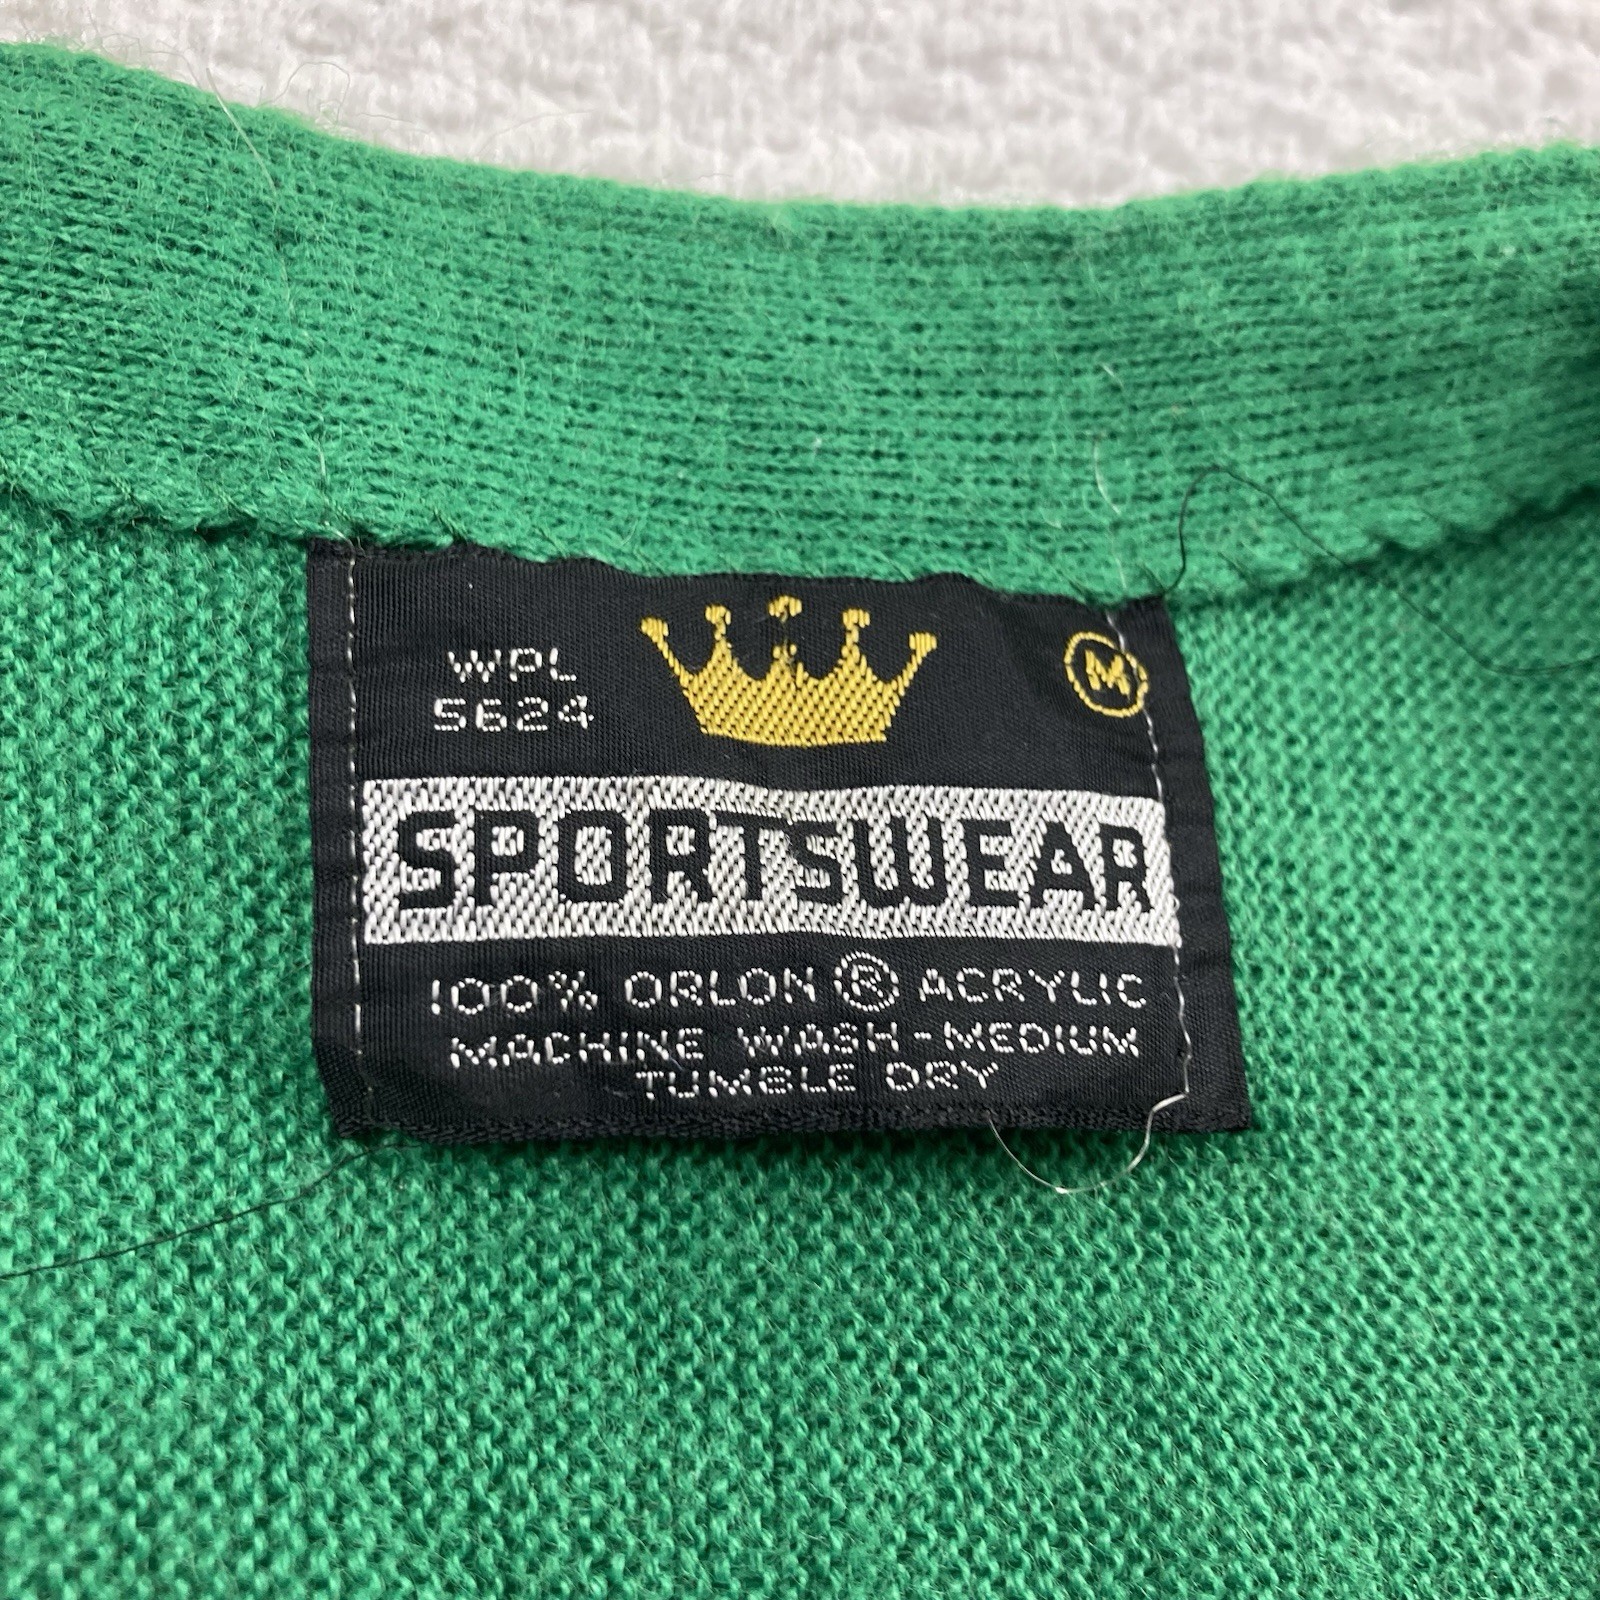 WPL
5624
M
SPORTSWEAR
100% ORLON ® ACRYLIC
MACHINE WASH-MEDIUM
TUMBLE DRY